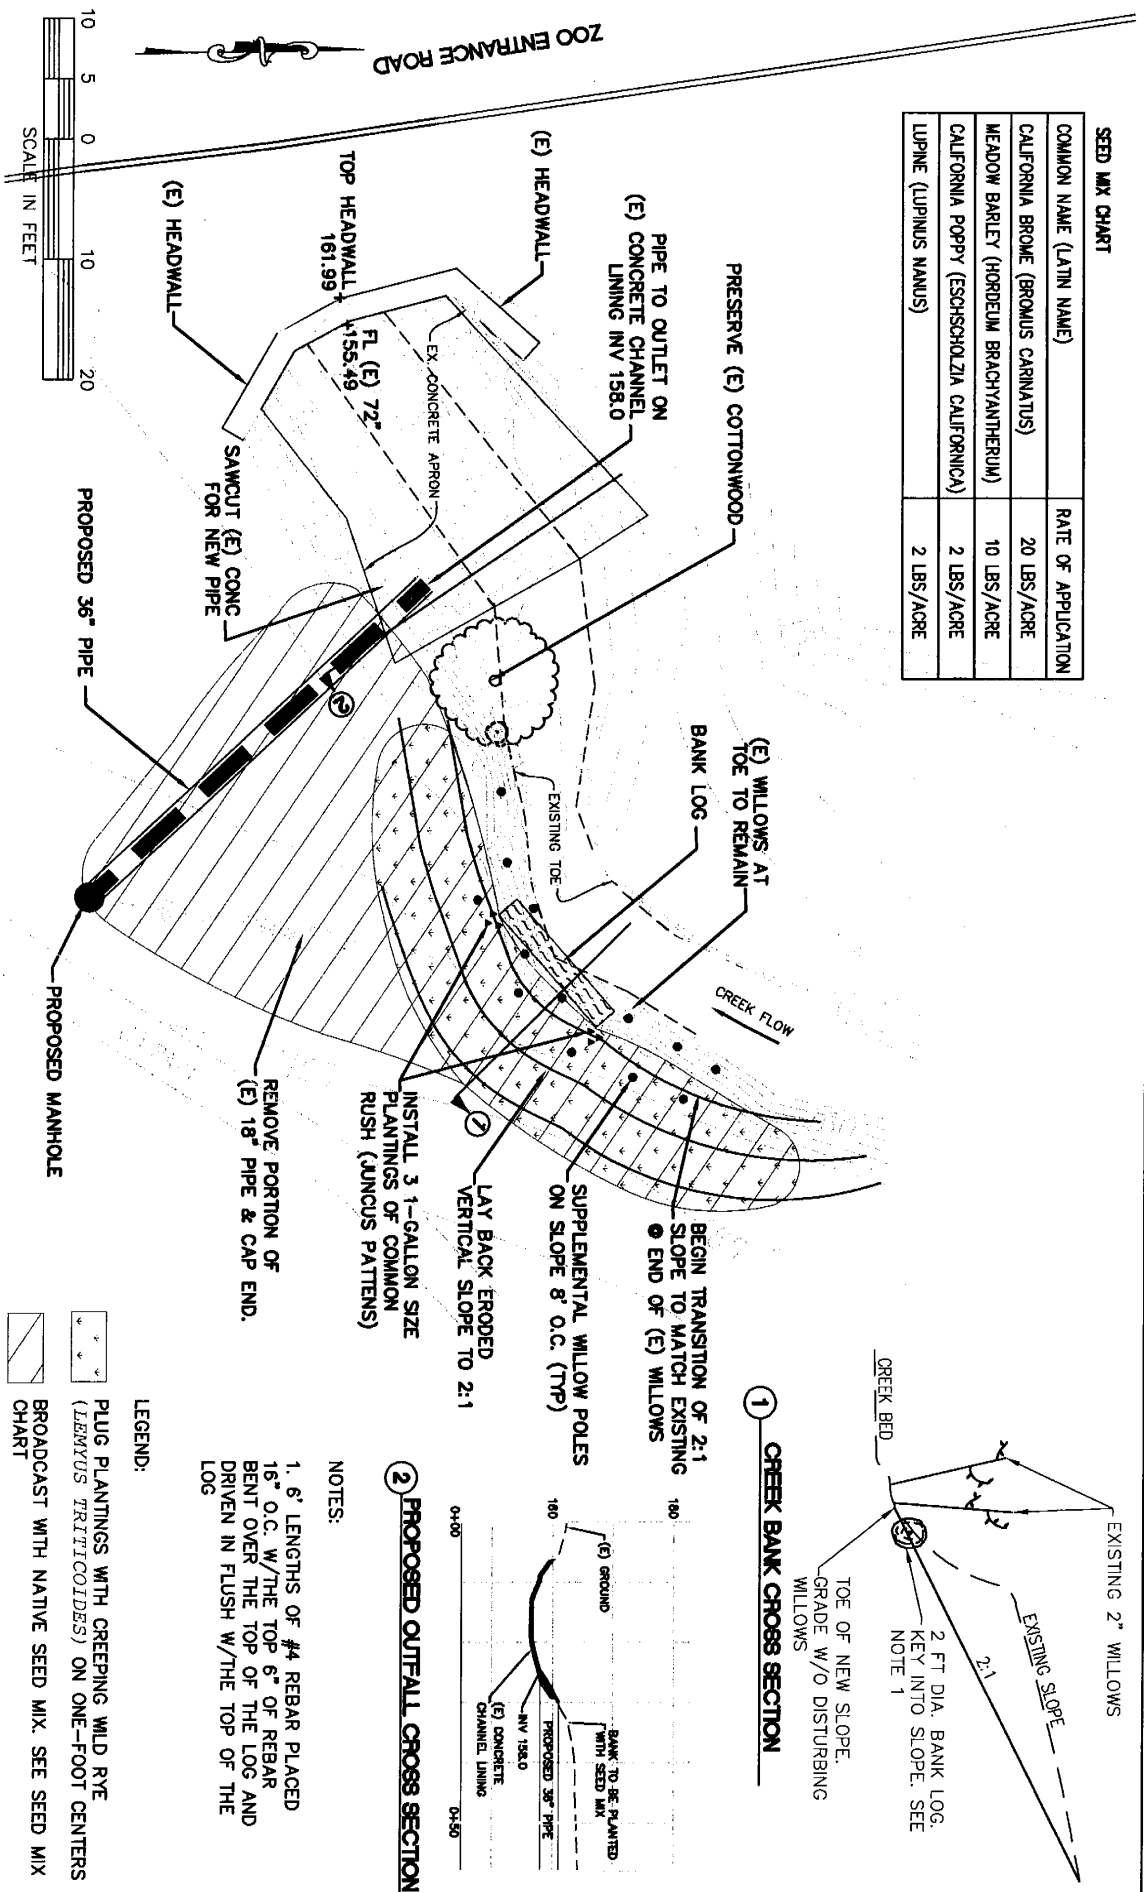 SEED MIX CHART
COMMON NAME (LATIN NAME) RATE OF APPLICATION
CALIFORNIA BROME (BROMUS CARINATUS) 20 LBS/ACRE
MEADOW BARLEY (HORDEUM BRACHYANTHERUM) 10 LBS/ACRE
CALIFORNIA POPPY (ESCHSCHOLZIA CALIFORNICA) 2 LBS/ACRE
LUPINE (LUPINUS NANUS) 2 LBS/ACRE
ZOO ENTRANCE ROAD
10 5 0 10 20
SCALE IN FEET
(E) HEADWALL
TOP HEADWALL
161.99
(E) HEADWALL
FL (E) 72"
155.49
EX. CONCRETE APRON
PIPE TO OUTLET ON
(E) CONCRETE CHANNEL
LINING INV 158.0
PRESERVE (E) COTTONWOOD
SAWCUT (E) CONC
FOR NEW PIPE
PROPOSED 36" PIPE
2
(E) WILLOWS AT
TOE TO REMAIN
BANK LOG
EXISTING TOE
CREEK FLOW
PROPOSED MANHOLE
REMOVE PORTION OF
(E) 18" PIPE & CAP END.
INSTALL 3 1-GALLON SIZE
PLANTINGS OF COMMON
RUSH (JUNCUS PATTENS)
1
LAY BACK ERODED
VERTICAL SLOPE TO 2:1
SUPPLEMENTAL WILLOW POLES
ON SLOPE 8' O.C. (TYP)
BEGIN TRANSITION OF 2:1
SLOPE TO MATCH EXISTING
@ END OF (E) WILLOWS
EXISTING 2" WILLOWS
CREEK BED
EXISTING SLOPE
2:1
2 FT DIA. BANK LOG.
KEY INTO SLOPE. SEE
NOTE 1
TOE OF NEW SLOPE.
GRADE W/O DISTURBING
WILLOWS
1 CREEK BANK CROSS SECTION
180
160
0+00
0+50
(E) GROUND
BANK TO BE PLANTED
WITH SEED MIX
PROPOSED 36" PIPE
INV 158.0
(E) CONCRETE
CHANNEL LINING
2 PROPOSED OUTFALL CROSS SECTION
NOTES:
1. 6' LENGTHS OF #4 REBAR PLACED
16" O.C. W/THE TOP 6" OF REBAR
BENT OVER THE TOP OF THE LOG AND
DRIVEN IN FLUSH W/THE TOP OF THE
LOG
LEGEND:
PLUG PLANTINGS WITH CREEPING WILD RYE
(LEMYUS TRITICOIDES) ON ONE-FOOT CENTERS
BROADCAST WITH NATIVE SEED MIX. SEE SEED MIX
CHART